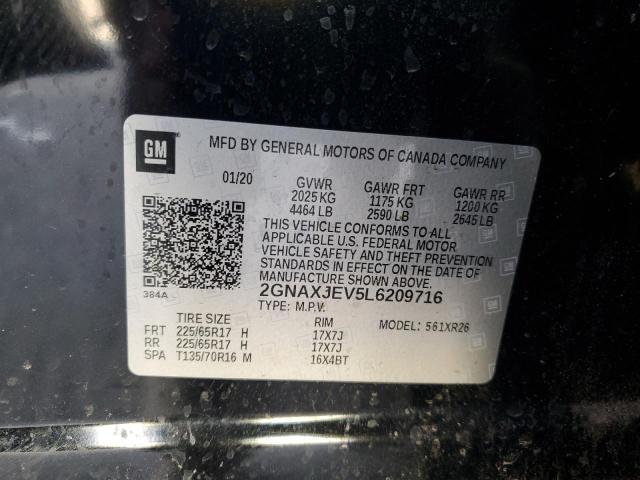 GM
MFD BY GENERAL MOTORS OF CANADA COMPANY
01/20 GVWR GAWR FRT GAWR RR
2025 KG 1175 KG 1200 KG
4464 LB 2590 LB 2645 LB
THIS VEHICLE CONFORMS TO ALL
APPLICABLE U.S. FEDERAL MOTOR
VEHICLE SAFETY AND THEFT PREVENTION
STANDARDS IN EFFECT ON THE DATE OF
MANUFACTURE SHOWN ABOVE.
384A 2GNAXJEV5L6209716
TYPE: M.P.V. MODEL: 561XR26
TIRE SIZE RIM
FRT 225/65R17 H 17X7J
RR 225/65R17 H 17X7J
SPA T135/70R16 M 16X4BT